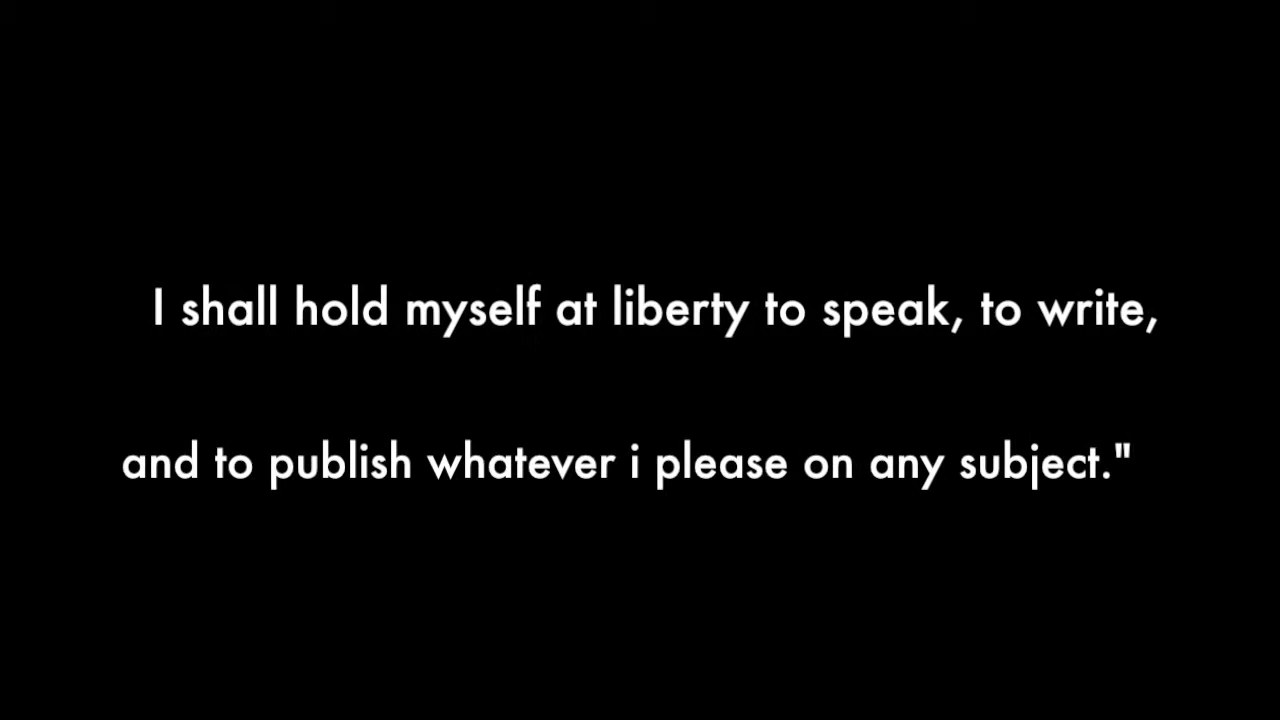 I shall hold myself at liberty to speak, to write,
and to publish whatever i please on any subject."